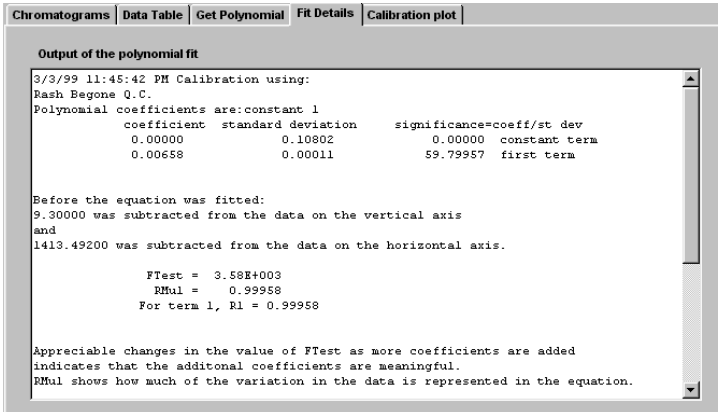 Chromatograms Data Table Get Polynomial Fit Details Calibration plot
Output of the polynomial fit
3/3/99 11:45:42 PM Calibration using:
Rash Begone Q.C.
Polynomial coefficients are:constant 1
coefficient standard deviation significance=coeff/st dev
0.00000 0.10802 0.00000 constant term
0.00658 0.00011 59.79957 first term
Before the equation was fitted:
9.30000 was subtracted from the data on the vertical axis
and
1413.49200 was subtracted from the data on the horizontal axis.
FTest = 3.58E+003
RMul = 0.99958
For term 1, R1 = 0.99958
Appreciable changes in the value of FTest as more coefficients are added
indicates that the additonal coefficients are meaningful.
RMul shows how much of the variation in the data is represented in the equation.